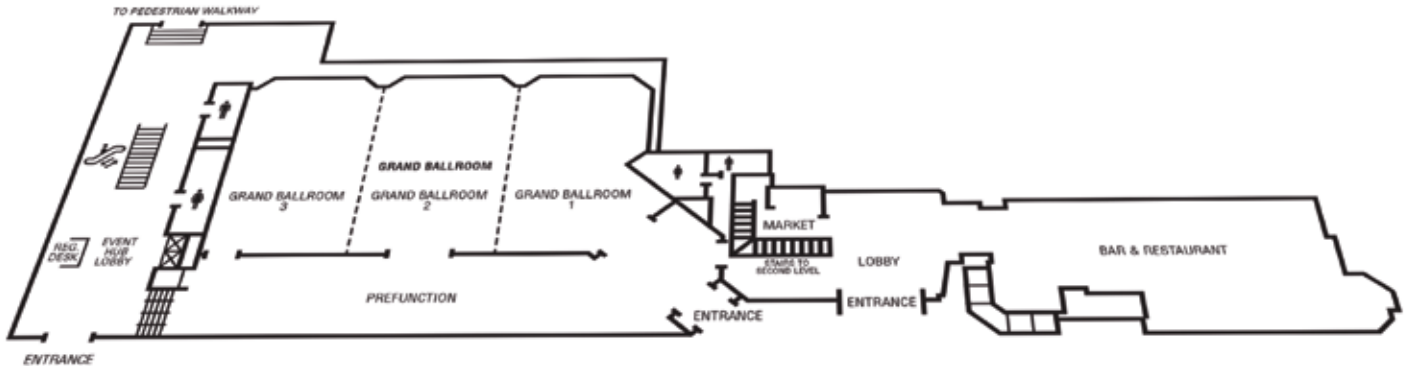 TO PEDESTRIAN WALKWAY
GRAND BALLROOM
GRAND BALLROOM
3
GRAND BALLROOM
2
GRAND BALLROOM
1
REG.
DESK
EVENT
HUB
LOBBY
PREFUNCTION
MARKET
STAIRS TO
SECOND LEVEL
LOBBY
BAR & RESTAURANT
ENTRANCE
ENTRANCE
ENTRANCE